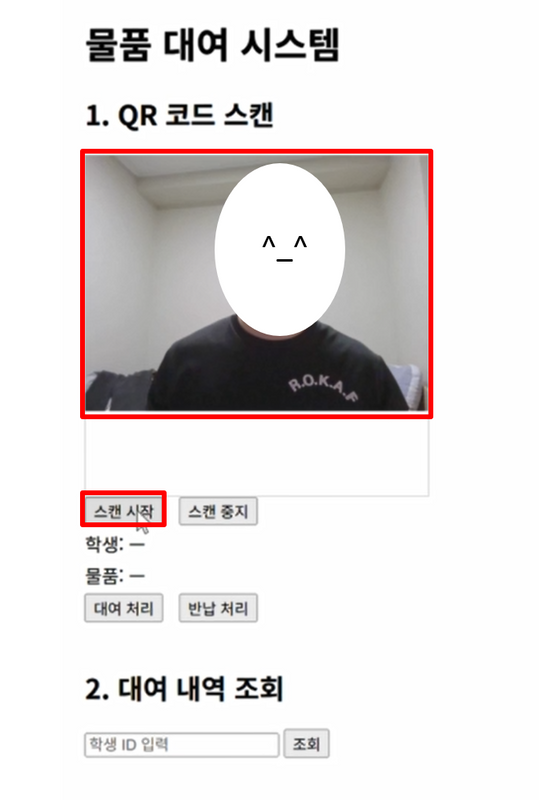 물품 대여 시스템
1. QR 코드 스캔
^_^
R.O.K.A.F
스캔 시작 스캔 중지
학생: —
물품: —
대여 처리 반납 처리
2. 대여 내역 조회
학생 ID 입력 조회